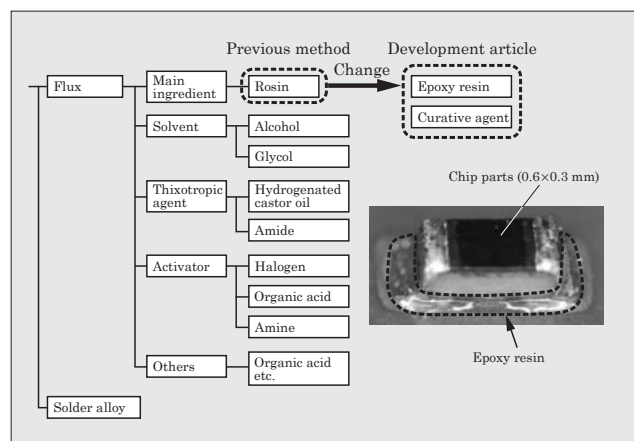 Previous method
Development article
Change
Flux
Main
ingredient
Rosin
Epoxy resin
Curative agent
Solvent
Alcohol
Glycol
Thixotropic
agent
Hydrogenated
castor oil
Amide
Activator
Halogen
Organic acid
Amine
Others
Organic acid
etc.
Solder alloy
Chip parts (0.6×0.3 mm)
Epoxy resin